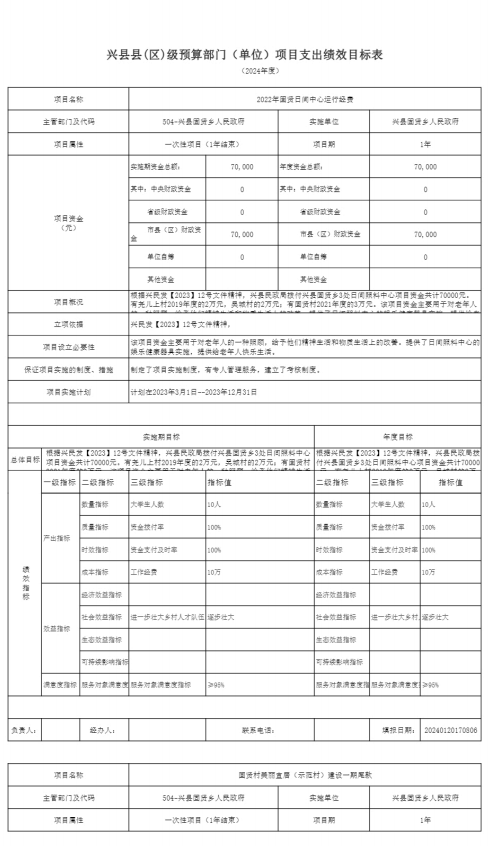 兴县县(区)级预算部门（单位）项目支出绩效目标表
（2024年度）
项目名称 2022年固贤日间中心运行经费
主管部门及代码 504-兴县固贤乡人民政府 实施单位 兴县固贤乡人民政府
项目属性 一次性项目（1年结束） 项目期 1年
项目资金（元） 实施期资金总额： 70,000 年度资金总额： 70,000
其中：中央财政资金 0 其中：中央财政资金 0
省级财政资金 0 省级财政资金 0
市县（区）财政资金 70,000 市县（区）财政资金 70,000
单位自筹 0 单位自筹 0
其他资金 其他资金
项目概况 根据兴民发【2023】12号文件精神，兴县民政局拨付兴县固贤乡3处日间照料中心项目资金共计70000元。
有尧儿上村2019年度的2万元，吴城村的2万元；有固贤村2021年度的3万元。该项目资金主要用于对老年人
立项依据 兴民发【2023】12号文件精神，
项目设立必要性 该项目资金主要用于对老年人的一种照顾，给予他们精神生活和物质生活上的改善。提供了日间照料中心的
娱乐健康器具实施，提供给老年人快乐生活。
保证项目实施的制度、措施 制定了项目实施制度，有专人管理服务，建立了考核制度。
项目实施计划 计划在2023年3月1日--2023年12月31日
实施期目标 年度目标
总体目标 根据兴民发【2023】12号文件精神，兴县民政局拨付兴县固贤乡3处日间照料中心
项目资金共计70000元。有尧儿上村2019年度的2万元，吴城村的2万元；有固贤村
根据兴民发【2023】12号文件精神，兴县民政局拨
付兴县固贤乡3处日间照料中心项目资金共计70000
绩效指标 一级指标 二级指标 三级指标 指标值 二级指标 三级指标 指标值
产出指标 数量指标 大学生人数 10人 数量指标 大学生人数 10人
质量指标 资金拨付率 100% 质量指标 资金拨付率 100%
时效指标 资金支付及时率 100% 时效指标 资金支付及时率 100%
成本指标 工作经费 10万 成本指标 工作经费 10万
效益指标 经济效益指标 经济效益指标
社会效益指标 进一步壮大乡村人才队伍 逐步壮大 社会效益指标 进一步壮大乡村 逐步壮大
生态效益指标 生态效益指标
可持续影响指标 可持续影响指标
满意度指标 服务对象满意度 服务对象满意度指标 ≥95% 服务对象满意度指 服务对象满意度指 ≥95%
负责人： 经办人： 联系电话： 填报日期： 20240120170806
项目名称 固贤村美丽宜居（示范村）建设一期尾款
主管部门及代码 504-兴县固贤乡人民政府 实施单位 兴县固贤乡人民政府
项目属性 一次性项目（1年结束） 项目期 1年